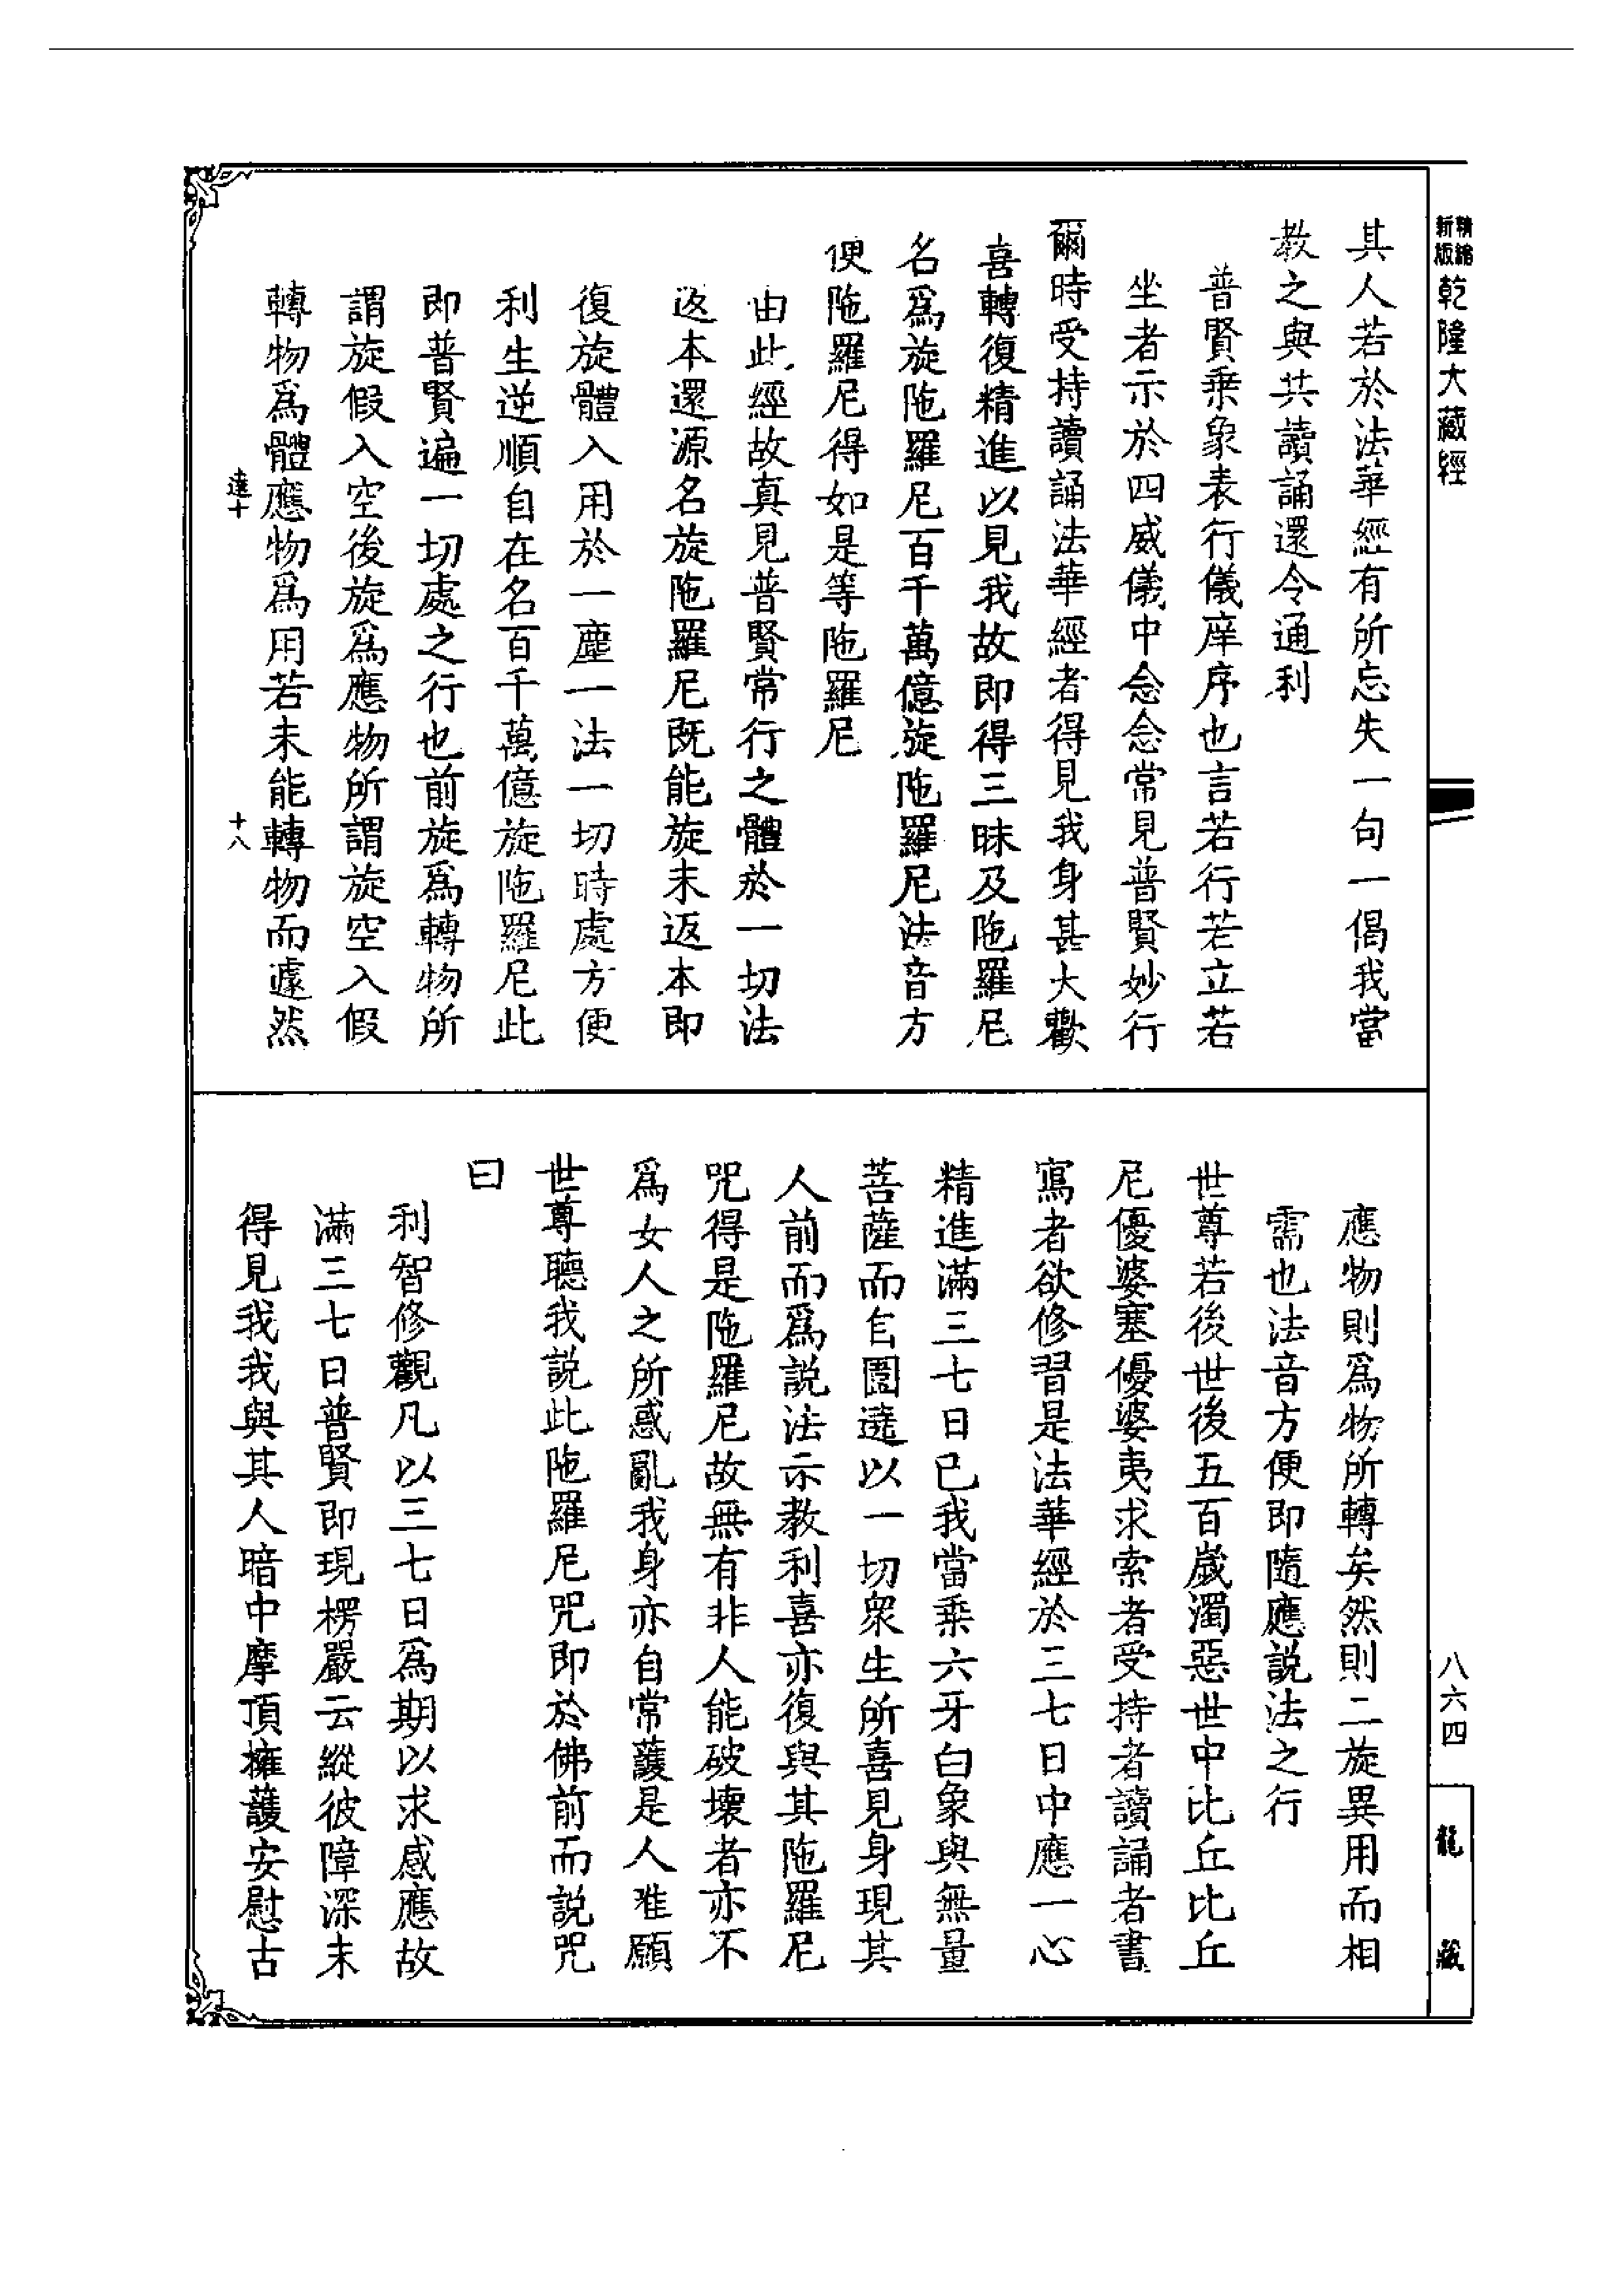 新版精縮
乾隆大藏經
八六四
龍藏
其人若於法華經有所忘失一句一偈我當
教之與共讀誦還令通利
普賢乗象表行儀庠序也言若行若立若
坐者示於四威儀中念念常見普賢妙行
爾時受持讀誦法華經者得見我身甚大歡
喜轉復精進以見我故即得三昧及陁羅尼
名爲旋陁羅尼百千萬億旋陁羅尼法音方
便陁羅尼得如是等陁羅尼
由此經故真見普賢常行之體於一切法
返本還源名旋陁羅尼既能旋末返本即
復旋體入用於一塵一法一切時處方便
利生逆順自在名百千萬億旋陁羅尼此
即普賢遍一切處之行也前旋爲轉物所
謂旋假入空後旋爲應物所謂旋空入假
轉物爲體應物爲用若未能轉物而遽然
達十
十八
應物則爲物所轉矣然則二旋異用而相
需也法音方便即隨應説法之行
世尊若後世後五百嵗濁惡世中比丘比丘
尼優婆塞優婆夷求索者受持者讀誦者書
寫者欲修習是法華經於三七日中應一心
精進滿三七日已我當乗六牙白象與無量
菩薩而自圍遶以一切衆生所喜見身現其
人前而爲説法示教利喜亦復與其陁羅尼
咒得是陁羅尼故無有非人能破壞者亦不
爲女人之所惑亂我身亦自常護是人唯願
世尊聽我説此陁羅尼咒即於佛前而説咒
曰
利智修觀凡以三七日爲期以求感應故
滿三七日普賢即現楞嚴云縱彼障深未
得見我我與其人暗中摩頂擁護安慰古